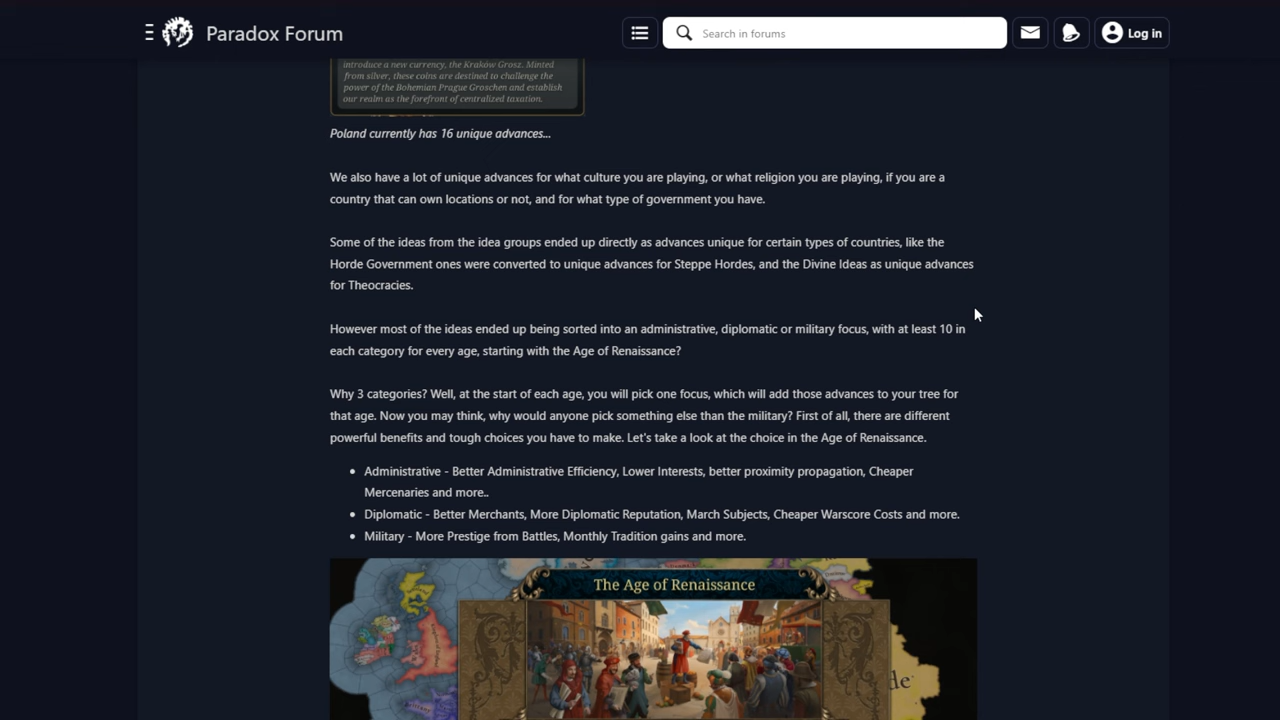 Paradox Forum
Search in forums
Log in
introduce a new currency, the Kraków Grosz. Minted
from silver, these coins are destined to challenge the
power of the Bohemian Prague Groschen and establish
our realm as the forefront of centralized taxation.
Poland currently has 16 unique advances...
We also have a lot of unique advances for what culture you are playing, or what religion you are playing, if you are a
country that can own locations or not, and for what type of government you have.
Some of the ideas from the idea groups ended up directly as advances unique for certain types of countries, like the
Horde Government ones were converted to unique advances for Steppe Hordes, and the Divine Ideas as unique advances
for Theocracies.
However most of the ideas ended up being sorted into an administrative, diplomatic or military focus, with at least 10 in
each category for every age, starting with the Age of Renaissance?
Why 3 categories? Well, at the start of each age, you will pick one focus, which will add those advances to your tree for
that age. Now you may think, why would anyone pick something else than the military? First of all, there are different
powerful benefits and tough choices you have to make. Let's take a look at the choice in the Age of Renaissance.
• Administrative - Better Administrative Efficiency, Lower Interests, better proximity propagation, Cheaper
Mercenaries and more..
• Diplomatic - Better Merchants, More Diplomatic Reputation, March Subjects, Cheaper Warscore Costs and more.
• Military - More Prestige from Battles, Monthly Tradition gains and more.
The Age of Renaissance